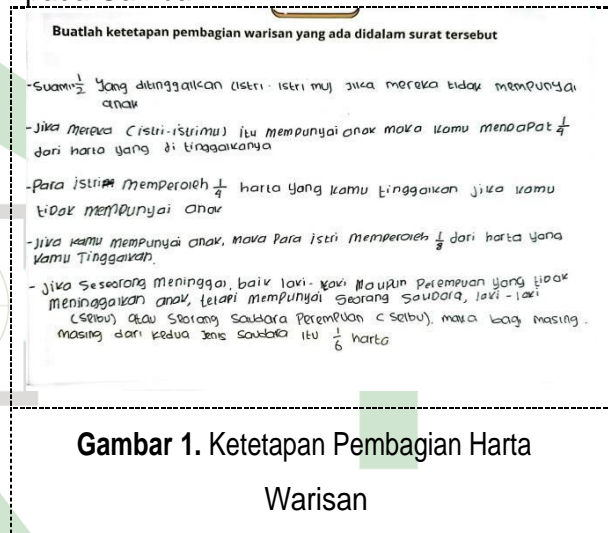 Buatlah ketetapan pembagian warisan yang ada didalam surat tersebut
-Suami 1/2 yang ditinggalkan (istri-istri mu) jika mereka tidak mempunyai
anak
-Jika mereka (istri-istrimu) itu mempunyai anak maka kamu mendapat 1/4
dari harta yang di tinggalkanya
-Para istri memperoleh 1/4 harta yang kamu tinggalkan jika kamu
tidak mempunyai anak
-Jika kamu mempunyai anak, maka Para istri memperoleh 1/8 dari harta yang
kamu Tinggalkan.
- Jika Seseorang meninggal, baik laki-laki maupun Perempuan yang tidak
meninggalkan anak, tetapi mempunyai Seorang Saudara, laki-laki
(seibu) atau Seorang Saudara Perempuan (seibu). maka bag masing-
masing dari kedua Jenis Saudara itu 1/6 harta
Gambar 1. Ketetapan Pembagian Harta
Warisan